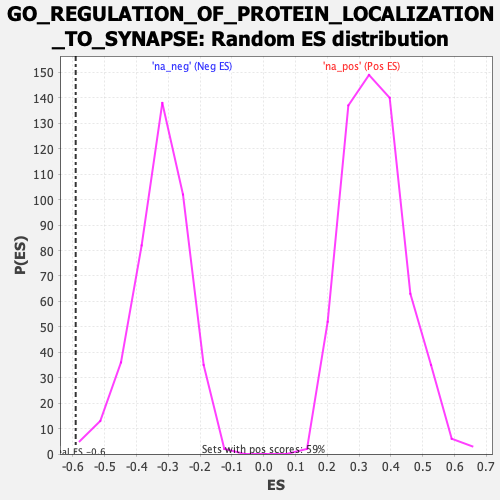 GO_REGULATION_OF_PROTEIN_LOCALIZATION
_TO_SYNAPSE: Random ES distribution
'na_neg' (Neg ES)
'na_pos' (Pos ES)
150
140
130
120
110
100
90
80
70
60
50
40
30
20
10
0
P(ES)
ES -0.6
Sets with pos scores: 59%
-0.6 -0.5 -0.4 -0.3 -0.2 -0.1 0.0 0.1 0.2 0.3 0.4 0.5 0.6 0.7
ES